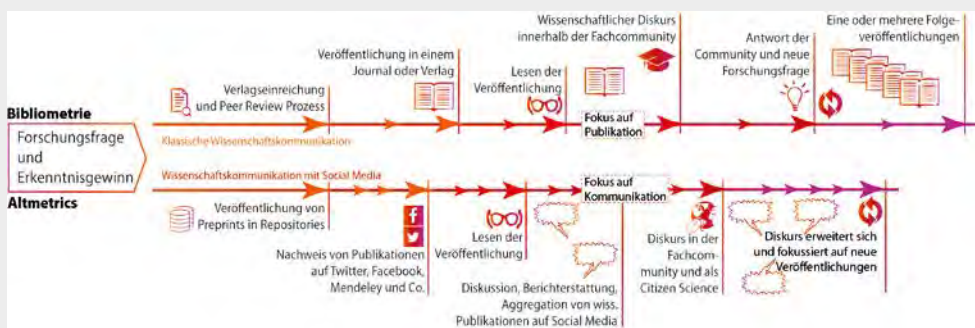 Bibliometrie
Forschungsfrage
und
Erkenntnisgewinn
Altmetrics
Verlagseinreichung
und Peer Review Prozess
Veröffentlichung in einem
Journal oder Verlag
Lesen der
Veröffentlichung
Wissenschaftlicher Diskurs
innerhalb der Fachcommunity
Antwort der
Community und neue
Forschungsfrage
Eine oder mehrere Folge-
veröffentlichungen
Fokus auf
Publikation
Klassische Wissenschaftskommunikation
Wissenschaftskommunikation mit Social Media
Fokus auf
Kommunikation
Veröffentlichung von
Preprints in Repositories
Nachweis von Publikationen
auf Twitter, Facebook,
Mendeley und Co.
Lesen der
Veröffentlichung
Diskussion, Berichterstattung,
Aggregation von wiss.
Publikationen auf Social Media
Diskurs in der
Fachcom-
munity und als
Citizen Science
Diskurs erweitert sich
und fokussiert auf neue
Veröffentlichungen